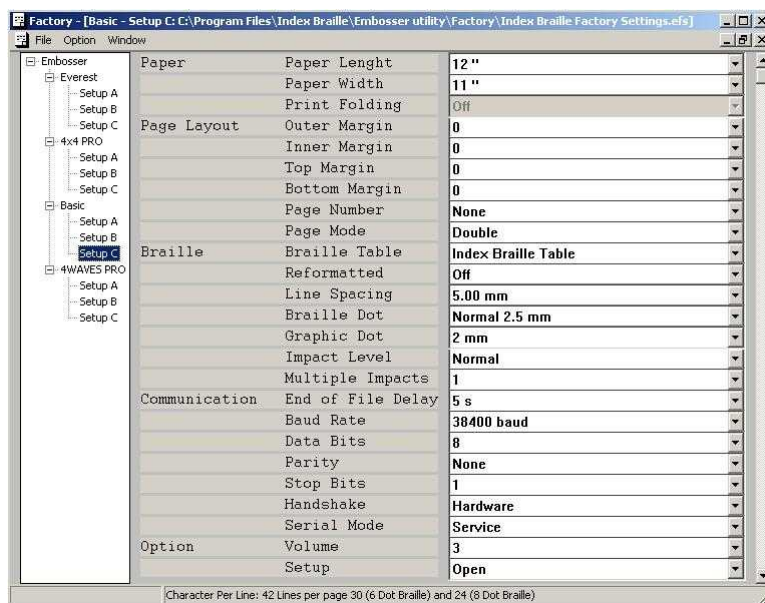 Factory - [Basic - Setup C: C:\Program Files\Index Braille\Embosser utility\Factory\Index Braille Factory Settings.efs]
File Option Window
Embosser
Everest
Setup A
Setup B
Setup C
4x4 PRO
Setup A
Setup B
Setup C
Basic
Setup A
Setup B
Setup C
4WAVES PRO
Setup A
Setup B
Setup C
Paper Paper Lenght 12 "
Paper Width 11 "
Print Folding Off
Page Layout Outer Margin 0
Inner Margin 0
Top Margin 0
Bottom Margin 0
Page Number None
Page Mode Double
Braille Braille Table Index Braille Table
Reformatted Off
Line Spacing 5.00 mm
Braille Dot Normal 2.5 mm
Graphic Dot 2 mm
Impact Level Normal
Multiple Impacts 1
Communication End of File Delay 5 s
Baud Rate 38400 baud
Data Bits 8
Parity None
Stop Bits 1
Handshake Hardware
Serial Mode Service
Option Volume 3
Setup Open
Character Per Line: 42 Lines per page 30 (6 Dot Braille) and 24 (8 Dot Braille)